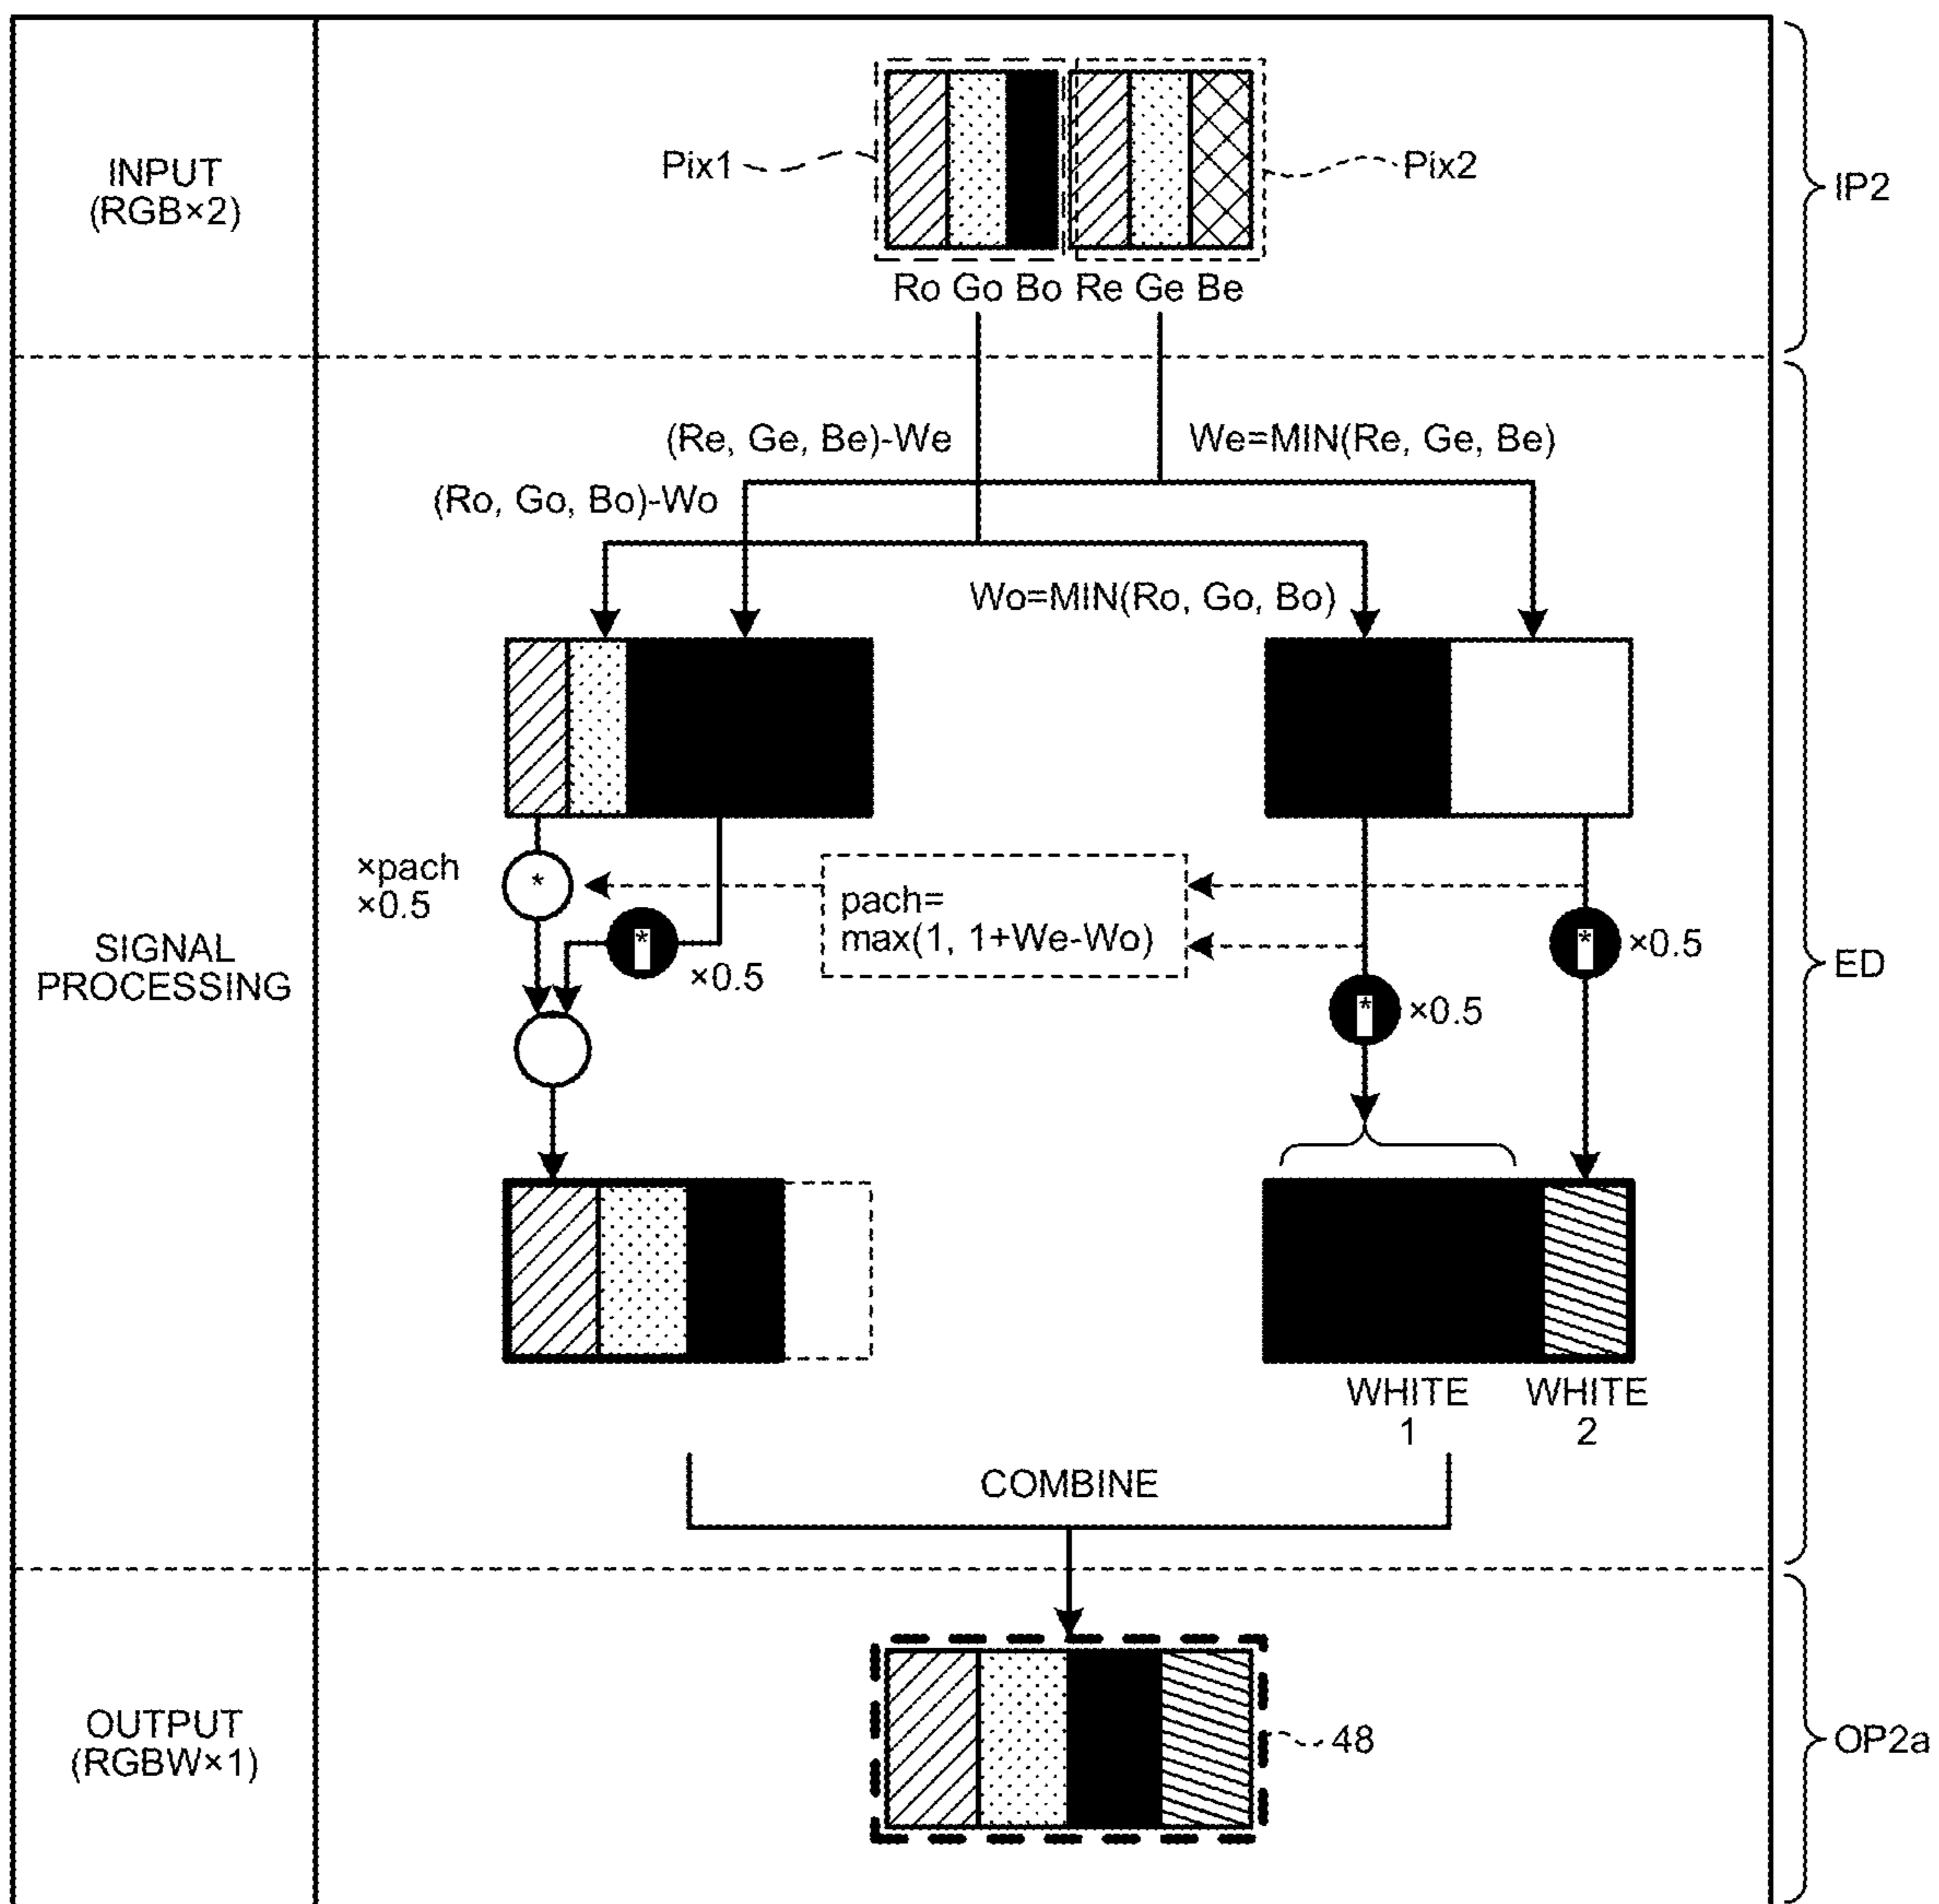 INPUT
(RGB×2)
Pix1
Pix2
IP2
Ro Go Bo Re Ge Be
(Re, Ge, Be)-We
We=MIN(Re, Ge, Be)
(Ro, Go, Bo)-Wo
Wo=MIN(Ro, Go, Bo)
×pach
×0.5
*
pach=
max(1, 1+We-Wo)
*
×0.5
*
×0.5
*
×0.5
SIGNAL
PROCESSING
ED
WHITE
1
WHITE
2
COMBINE
OUTPUT
(RGBW×1)
48
OP2a